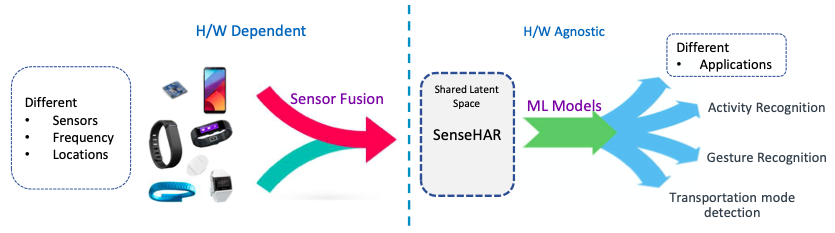 H/W Dependent
Different
• Sensors
• Frequency
• Locations
Sensor Fusion
H/W Agnostic
Shared Latent
Space
SenseHAR
ML Models
Different
• Applications
Activity Recognition
Gesture Recognition
Transportation mode
detection